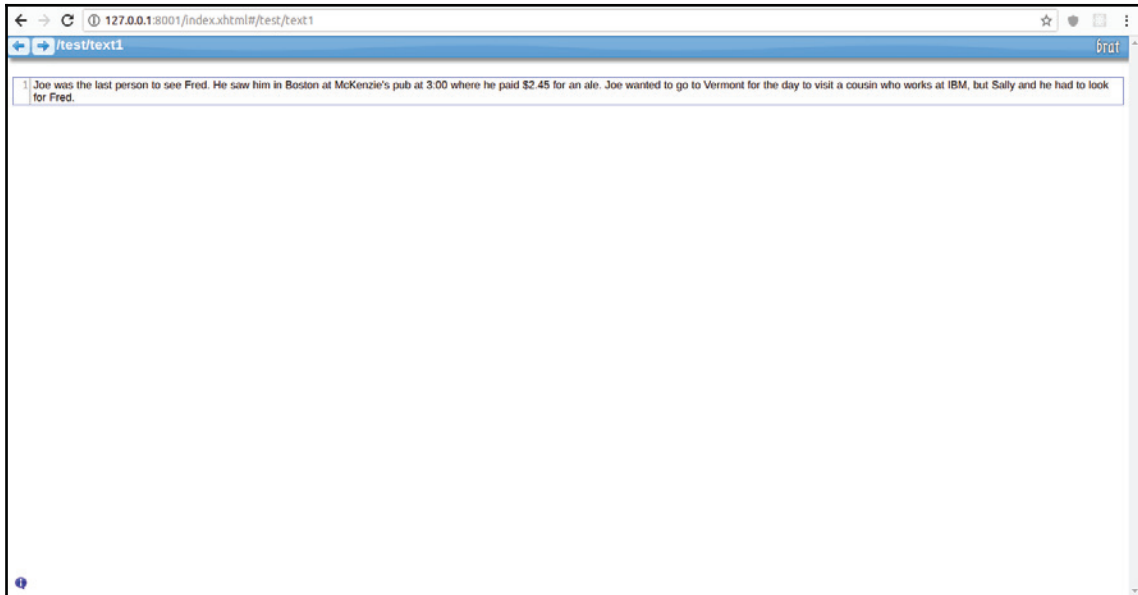 127.0.0.1:8001/index.xhtml#/test/text1
/test/text1
brat
1 Joe was the last person to see Fred. He saw him in Boston at McKenzie's pub at 3:00 where he paid $2.45 for an ale. Joe wanted to go to Vermont for the day to visit a cousin who works at IBM, but Sally and he had to look
for Fred.